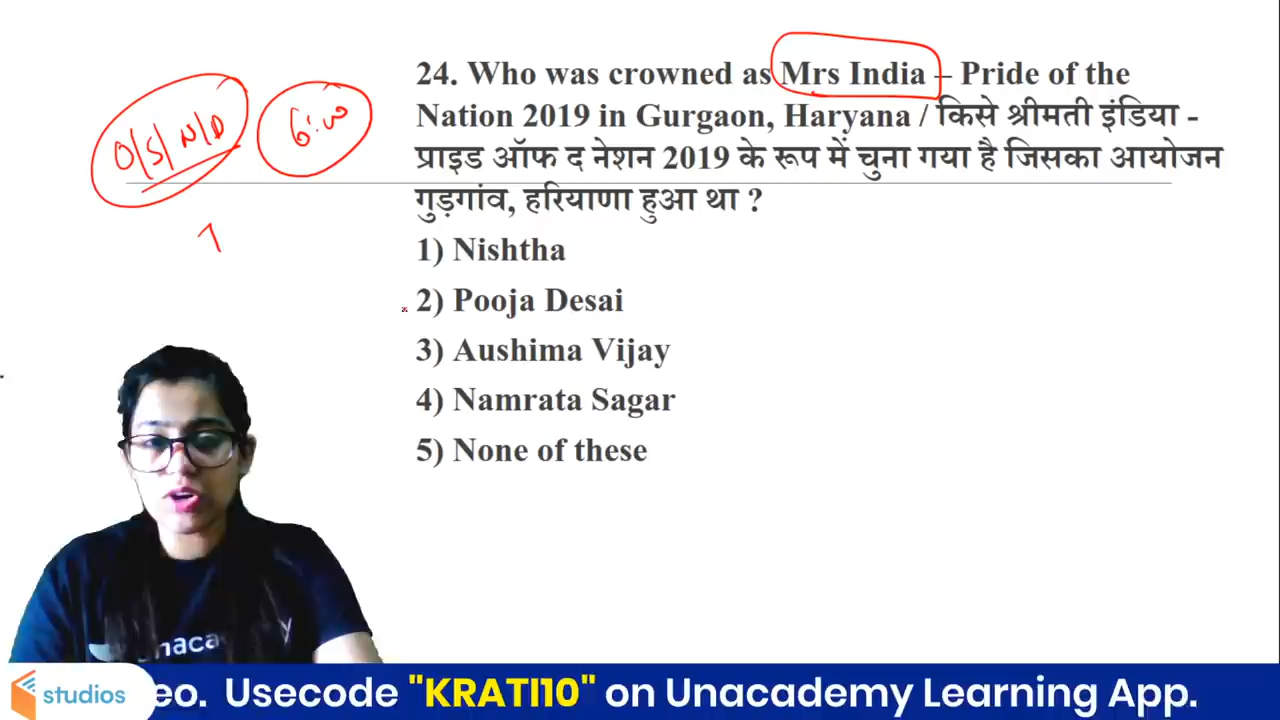 O/S/N/D
24. Who was crowned as Mrs India – Pride of the
Nation 2019 in Gurgaon, Haryana / किसे श्रीमती इंडिया -
प्राइड ऑफ द नेशन 2019 के रूप में चुना गया है जिसका आयोजन
गुड़गांव, हरियाणा हुआ था ?
1) Nishtha
2) Pooja Desai
3) Aushima Vijay
4) Namrata Sagar
5) None of these
studios
eo. Usecode "KRATI10" on Unacademy Learning App.